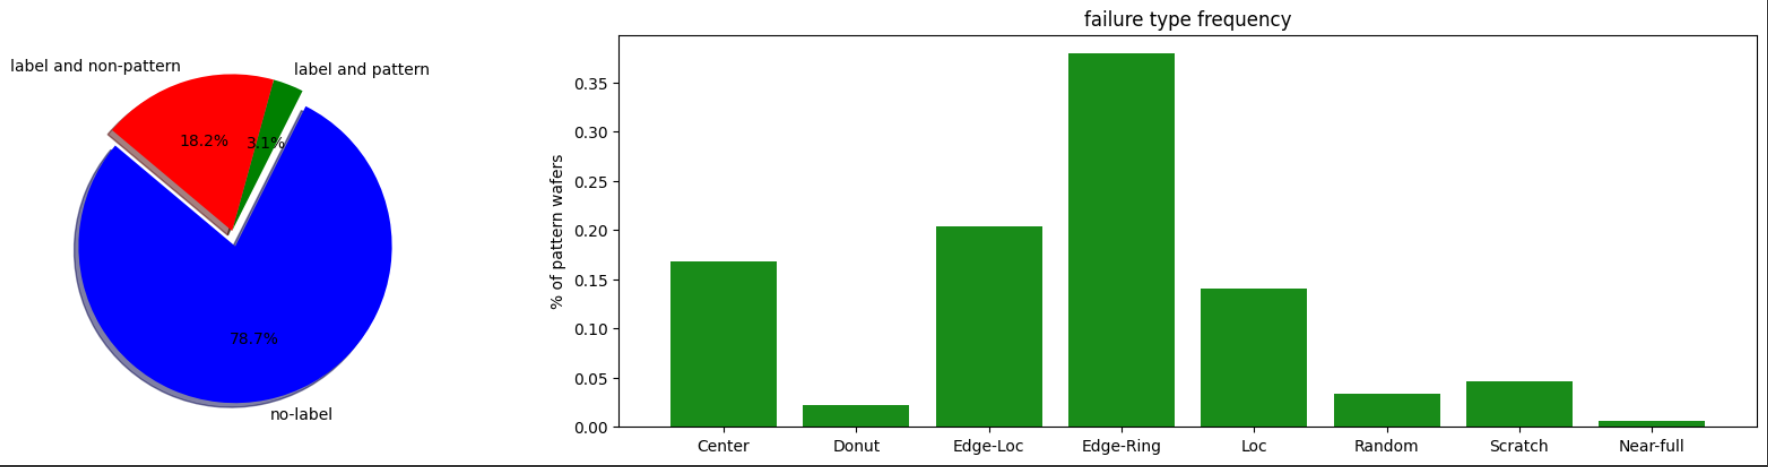 label and non-pattern
label and pattern
18.2%
3.1%
78.7%
no-label
failure type frequency
% of pattern wafers
0.35
0.30
0.25
0.20
0.15
0.10
0.05
0.00
Center Donut Edge-Loc Edge-Ring Loc Random Scratch Near-full